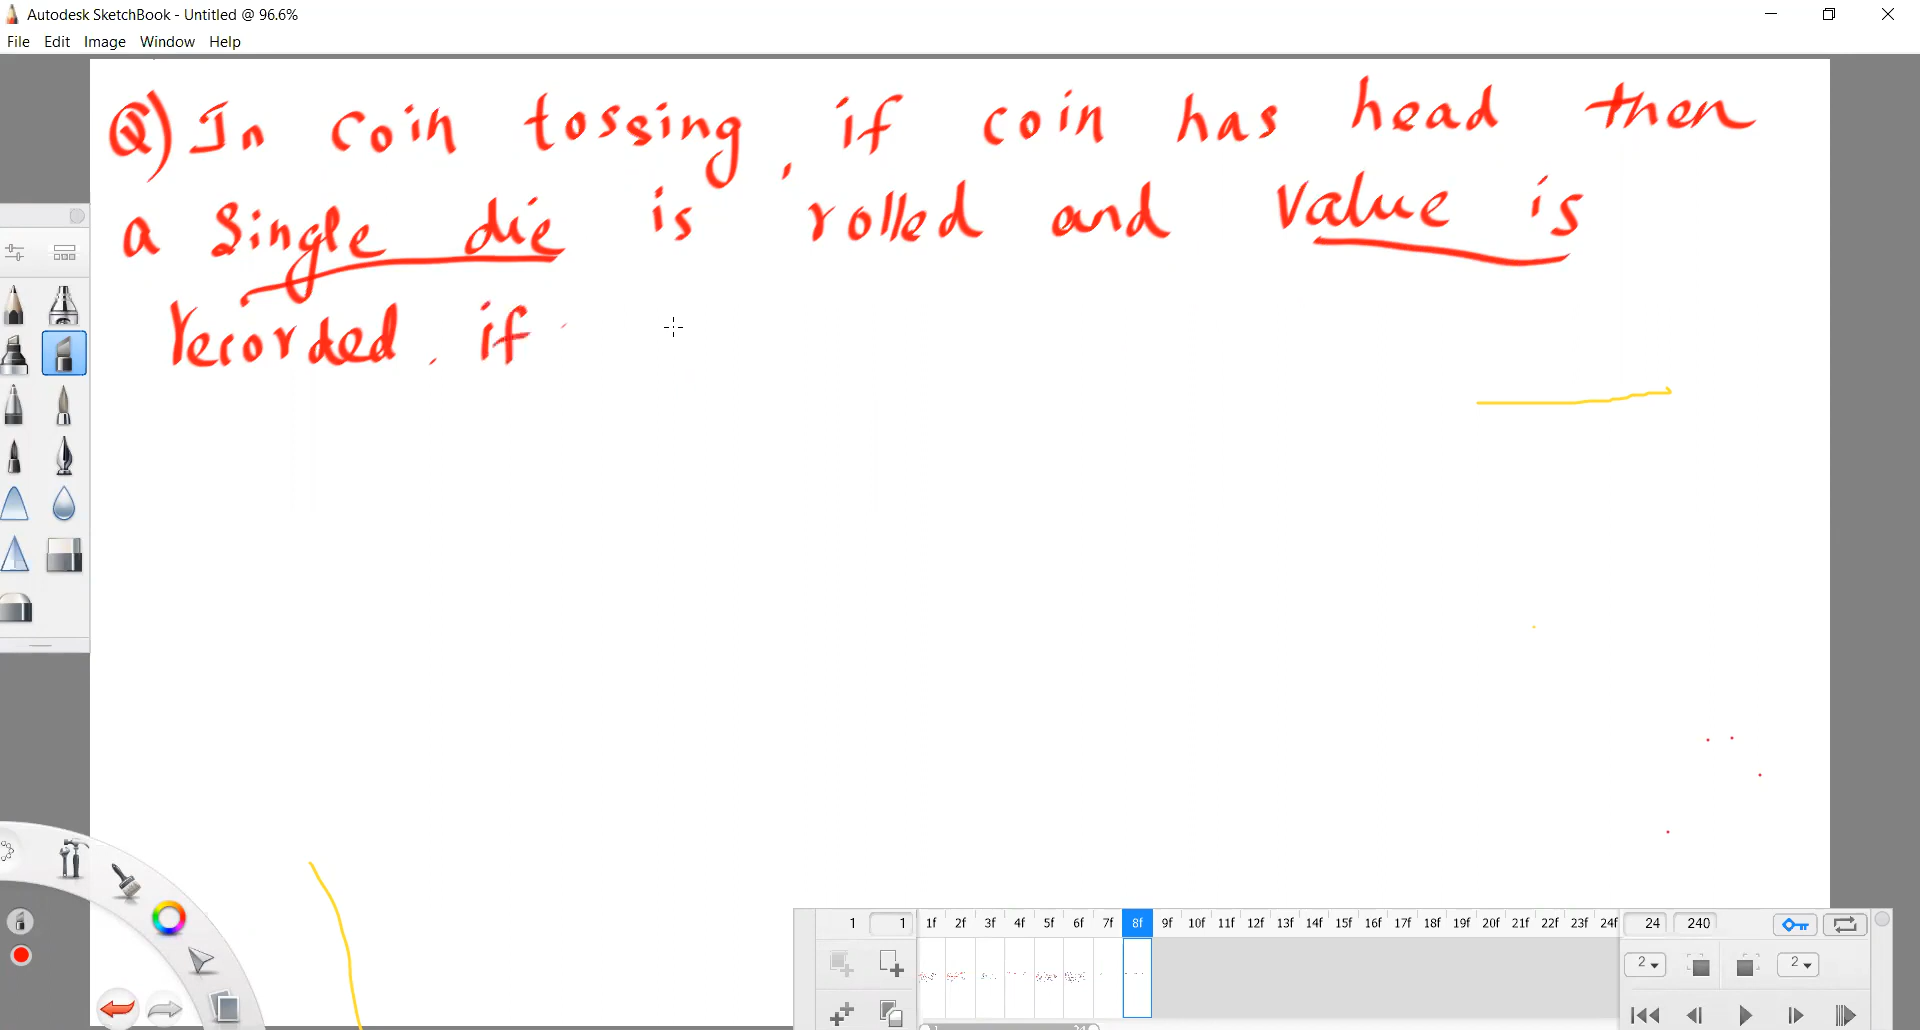 Autodesk SketchBook - Untitled @ 96.6%
File Edit Image Window Help
Q) In coin tossing, if coin has head then
a single die is rolled and value is
recorded. if
1 1 1f 2f 3f 4f 5f 6f 7f 8f 9f 10f 11f 12f 13f 14f 15f 16f 17f 18f 19f 20f 21f 22f 23f 24f 24 240
2 2
1 24